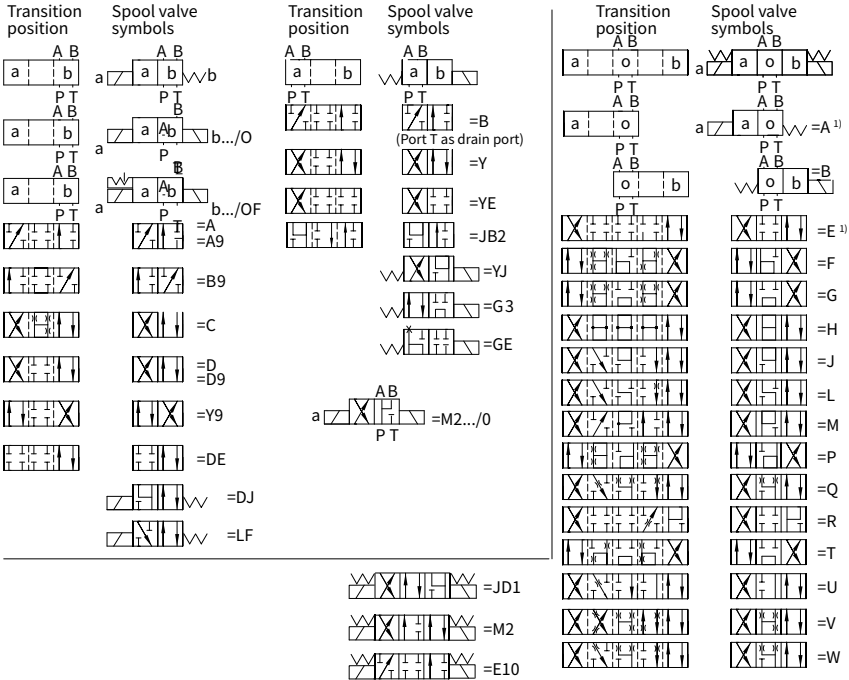 Transition position
Spool valve symbols
A B
a b
P T
A B
a a b b
P T
A B
a b
P T
B
a a b A b.../O
P
A B
a b
P T
T B
a a b A b.../OF
P
T
=A
=A9
=B9
=C
=D
=D9
=Y9
=DE
=DJ
=LF
Transition position
Spool valve symbols
A B
a b
P T
A B
a b
P T
=B
(Port T as drain port)
=Y
=YE
=JB2
=YJ
=G3
=GE
A B
a =M2.../0
P T
=JD1
=M2
=E10
Transition position
Spool valve symbols
A B
a o b
P T
A B
a a o b
P T
A B
a o
P T
A B
a a o =A 1)
P T
A B
o b
P T
A B
o b =B
P T
=E 1)
=F
=G
=H
=J
=L
=M
=P
=Q
=R
=T
=U
=V
=W